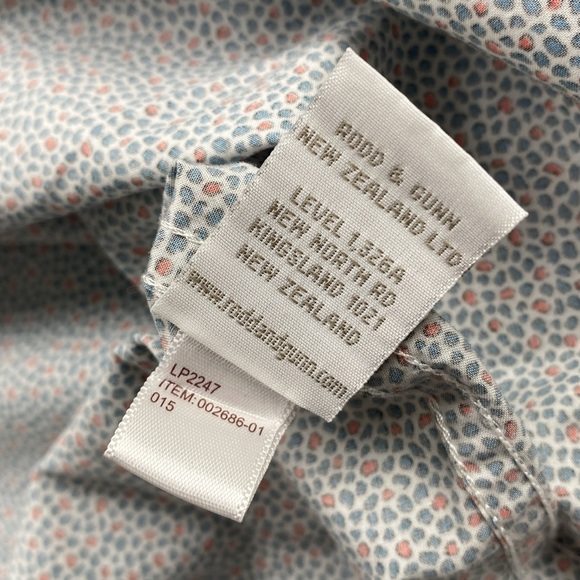 RODD & GUNN
NEW ZEALAND LTD
LEVEL 1,326A
NEW NORTH RD
KINGSLAND 1021
NEW ZEALAND
www.roddandgunn.com
LP2247
ITEM: 002686-01
015